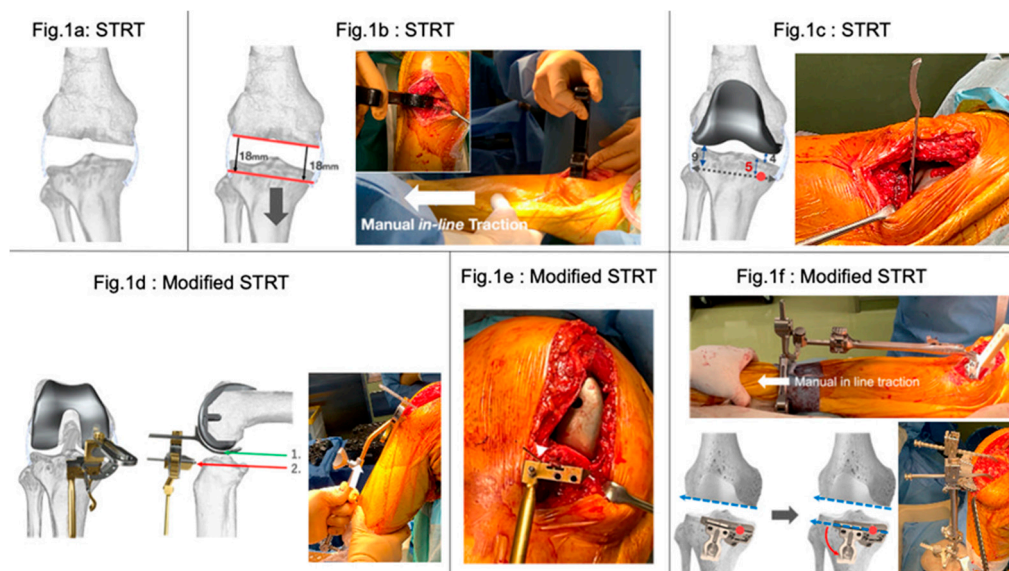 Fig.1a: STRT
Fig.1b : STRT
18mm
18mm
Manual in-line Traction
Fig.1c : STRT
9
4
5
Fig.1d : Modified STRT
1.
2.
Fig.1e : Modified STRT
Fig.1f : Modified STRT
Manual in line traction